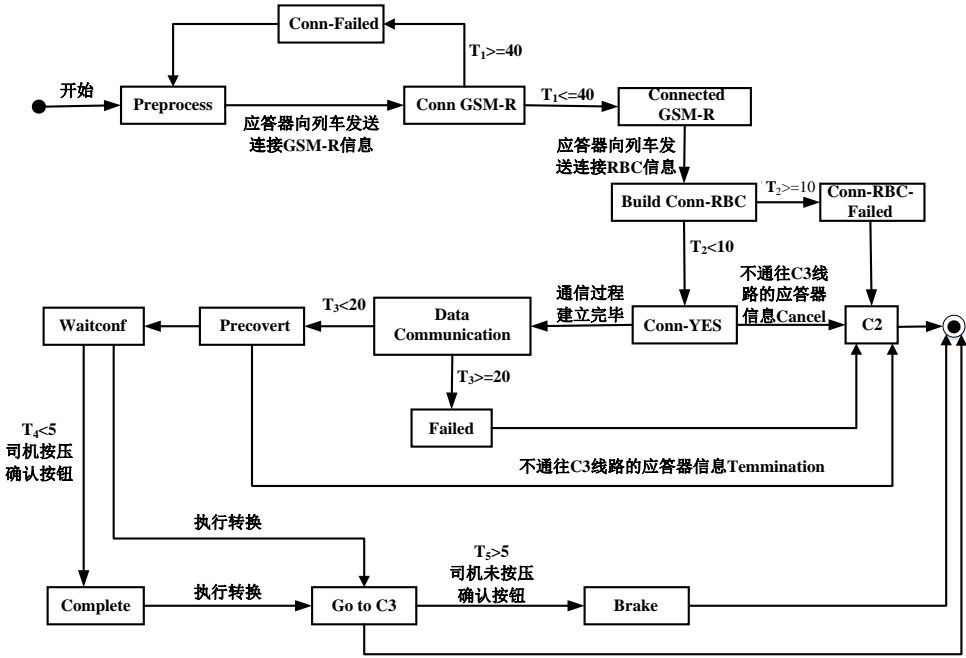 Conn-Failed
T₁>=40
开始
Preprocess
Conn GSM-R
T₁<=40
Connected
GSM-R
应答器向列车发送
连接GSM-R信息
应答器向列车发
送连接RBC信息
Build Conn-RBC
T₂>=10
Conn-RBC-
Failed
T₂<10
不通往C3线
路的应答器
信息Cancel
通信过程
建立完毕
T₃<20
Waitconf
Precovert
Data
Communication
Conn-YES
C2
T₃>=20
Failed
T₄<5
司机按压
确认按钮
不通往C3线路的应答器信息Temmination
执行转换
T₅>5
司机未按压
确认按钮
执行转换
Complete
Go to C3
Brake